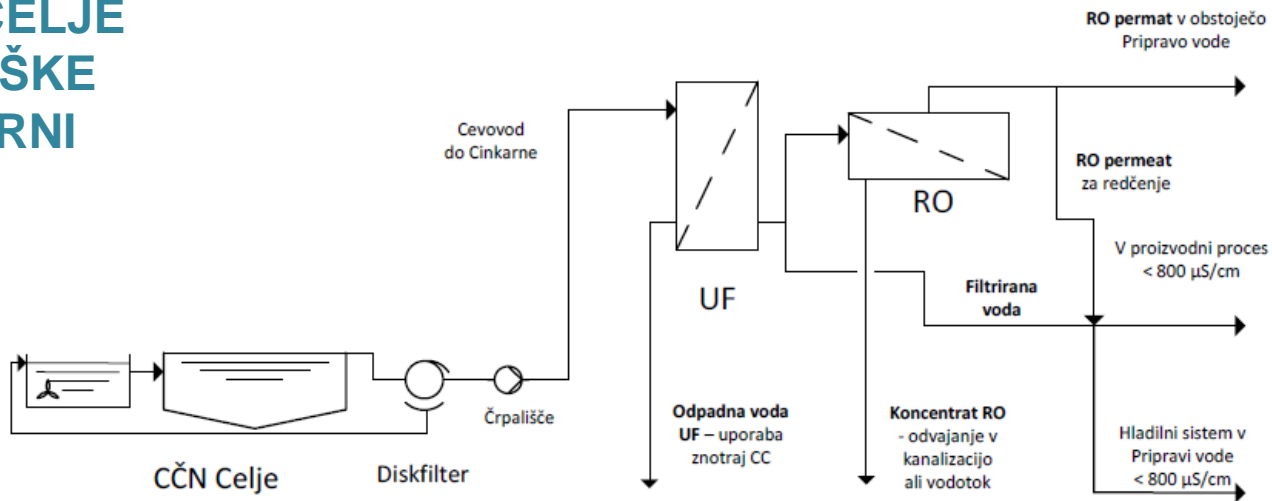 CELJE
ŠKE
RNI
RO permat v obstoječo
Pripravo vode
Cevovod
do Cinkarne
RO permeat
za redčenje
RO
V proizvodni proces
< 800 µS/cm
UF
Filtrirana
voda
Črpališče
Odpadna voda
UF – uporaba
znotraj CC
Koncentrat RO
- odvajanje v
kanalizacijo
ali vodotok
Hladilni sistem v
Pripravi vode
< 800 µS/cm
CČN Celje
Diskfilter